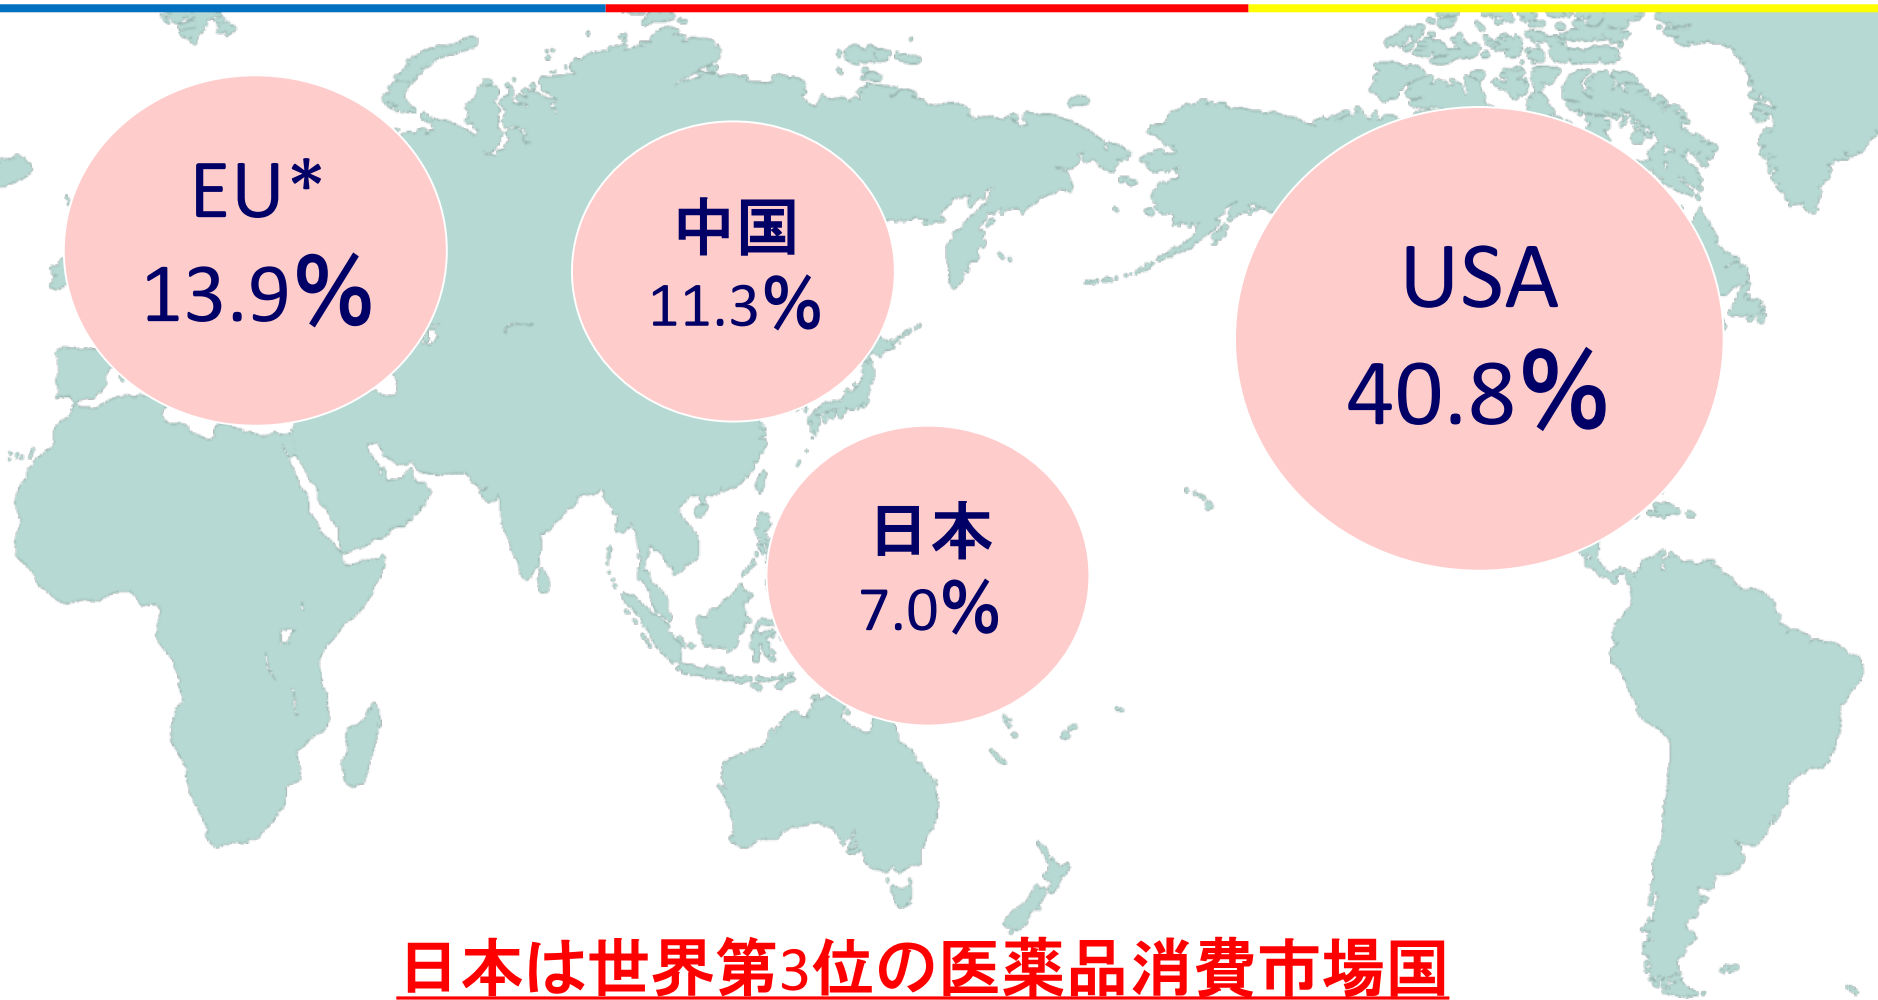 EU*
13.9%
中国
11.3%
USA
40.8%
日本
7.0%
日本は世界第3位の医薬品消費市場国